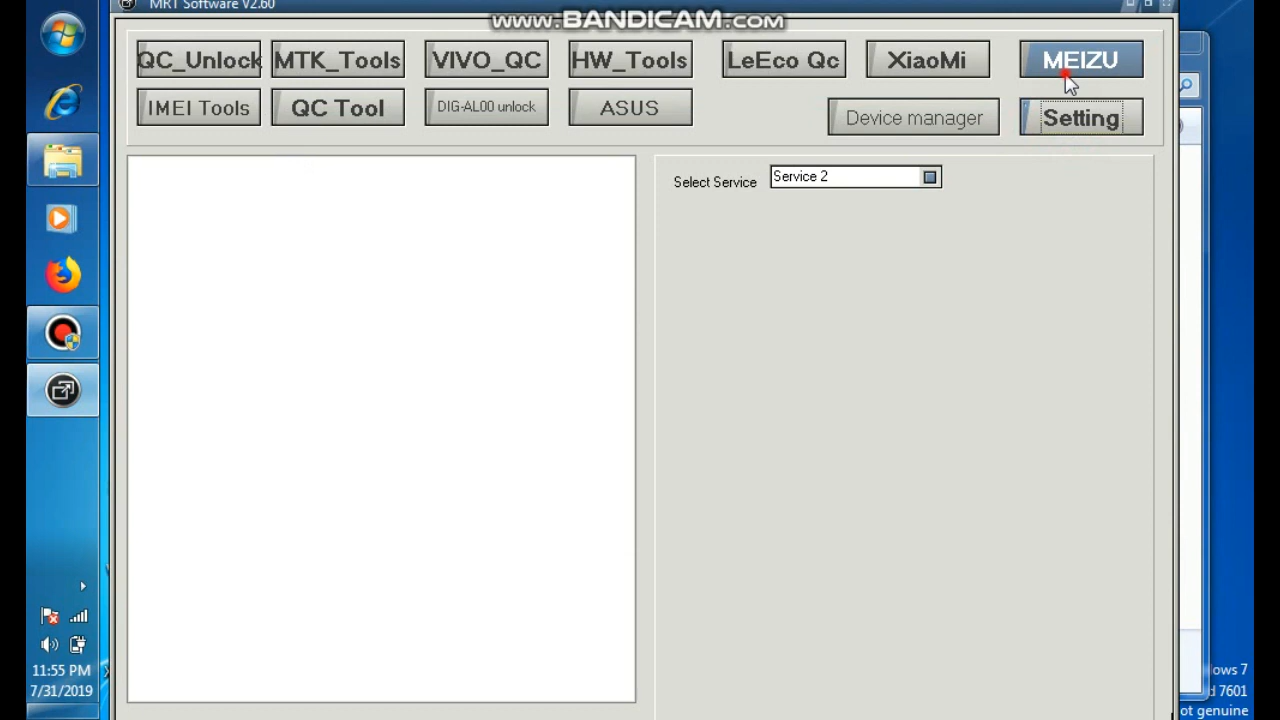 MRT Software V2.60
www.BANDICAM.com
QC_Unlock MTK_Tools VIVO_QC HW_Tools LeEco Qc XiaoMi MEIZU
IMEI Tools QC Tool DIG-AL00 unlock ASUS Device manager Setting
Select Service Service 2
11:55 PM
7/31/2019
dows 7
d 7601
ot genuine